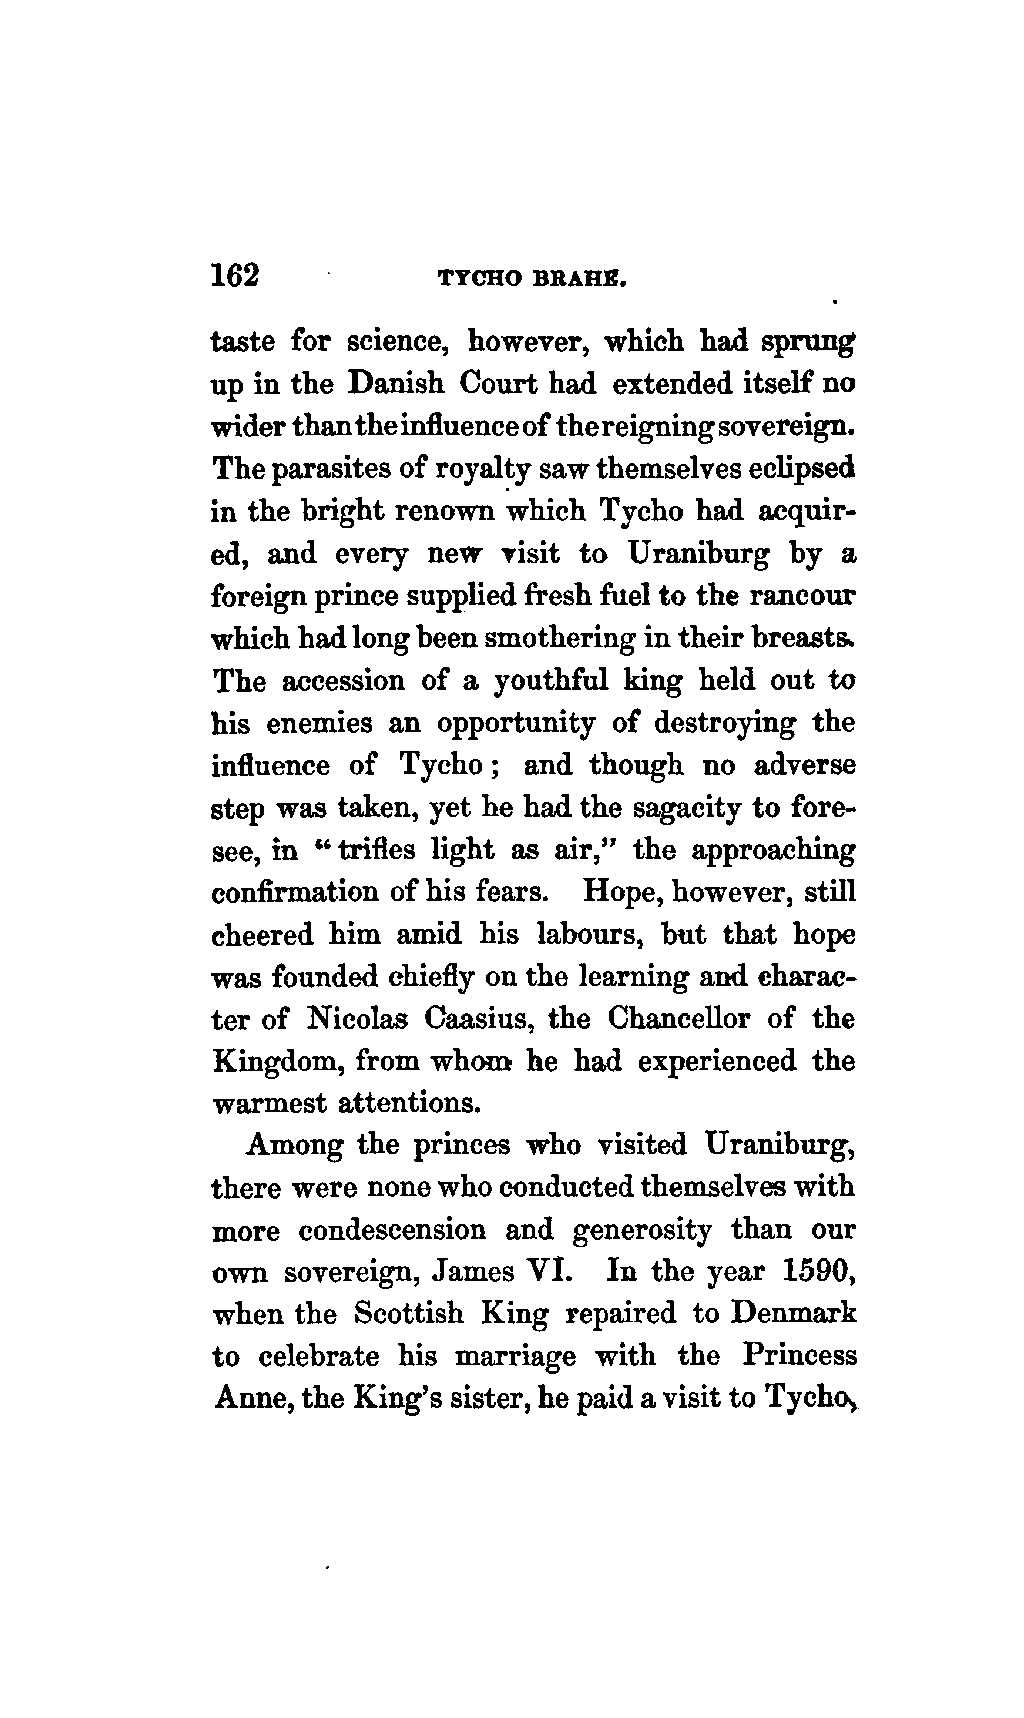 162 TYCHO BRAHE.
taste for science, however, which had sprung
up in the Danish Court had extended itself no
wider than the influence of the reigning sovereign.
The parasites of royalty saw themselves eclipsed
in the bright renown which Tycho had acquir-
ed, and every new visit to Uraniburg by a
foreign prince supplied fresh fuel to the rancour
which had long been smothering in their breasts.
The accession of a youthful king held out to
his enemies an opportunity of destroying the
influence of Tycho; and though no adverse
step was taken, yet he had the sagacity to fore-
see, in "trifles light as air," the approaching
confirmation of his fears. Hope, however, still
cheered him amid his labours, but that hope
was founded chiefly on the learning and charac-
ter of Nicolas Caasius, the Chancellor of the
Kingdom, from whom he had experienced the
warmest attentions.
Among the princes who visited Uraniburg,
there were none who conducted themselves with
more condescension and generosity than our
own sovereign, James VI. In the year 1590,
when the Scottish King repaired to Denmark
to celebrate his marriage with the Princess
Anne, the King's sister, he paid a visit to Tycho,